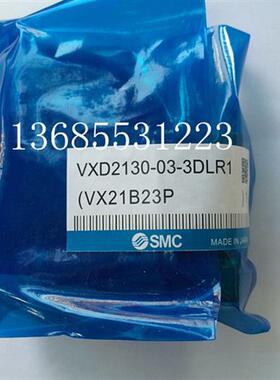 13685531223
VXD2130-03-3DLR1
(VX21B23P
SMC
MADE IN JAPAN